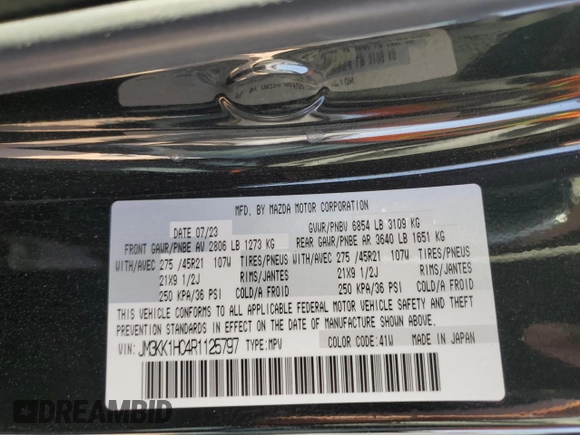 MFD. BY MAZDA MOTOR CORPORATION
DATE 07/23 GVWR/PNBV 6854 LB 3109 KG
FRONT GAWR/PNBE AV 2806 LB 1273 KG REAR GAWR/PNBE AR 3640 LB 1651 KG
WITH/AVEC 275 /45R21 107W TIRES/PNEUS WITH/AVEC 275 /45R21 107W TIRES/PNEUS
21X9 1/2J RIMS/JANTES 21X9 1/2J RIMS/JANTES
250 KPA/36 PSI COLD/A FROID 250 KPA/36 PSI COLD/A FROID
THIS VEHICLE CONFORMS TO ALL APPLICABLE FEDERAL MOTOR VEHICLE SAFETY AND THEFT
PREVENTION STANDARDS IN EFFECT ON THE DATE OF MANUFACTURE SHOWN ABOVE.
VIN: JM3KK1HC4R1125797 TYPE:MPV COLOR CODE:41W MADE IN JAPAN
DREAMBID